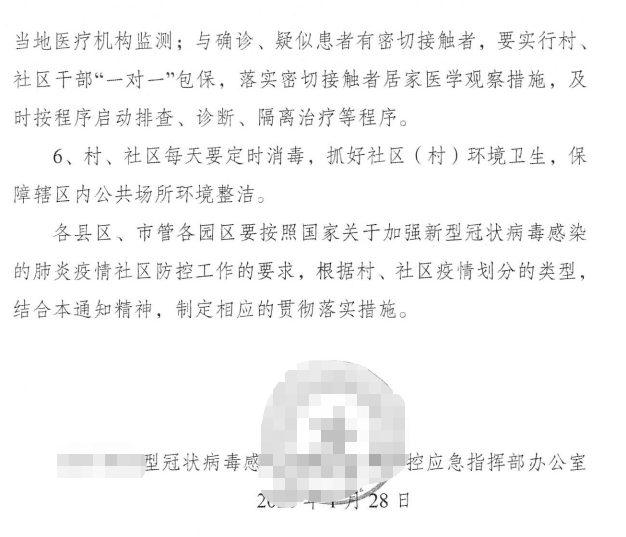 当地医疗机构监测；与确诊、疑似患者有密切接触者，要实行村、
社区干部“一对一”包保，落实密切接触者居家医学观察措施，及
时按程序启动排查、诊断、隔离治疗等程序。
6、村、社区每天要定时消毒，抓好社区（村）环境卫生，保
障辖区内公共场所环境整洁。
各县区、市管各园区要按照国家关于加强新型冠状病毒感染
的肺炎疫情社区防控工作的要求，根据村、社区疫情划分的类型，
结合本通知精神，制定相应的贯彻落实措施。
型冠状病毒感 控应急指挥部办公室
月 28 日